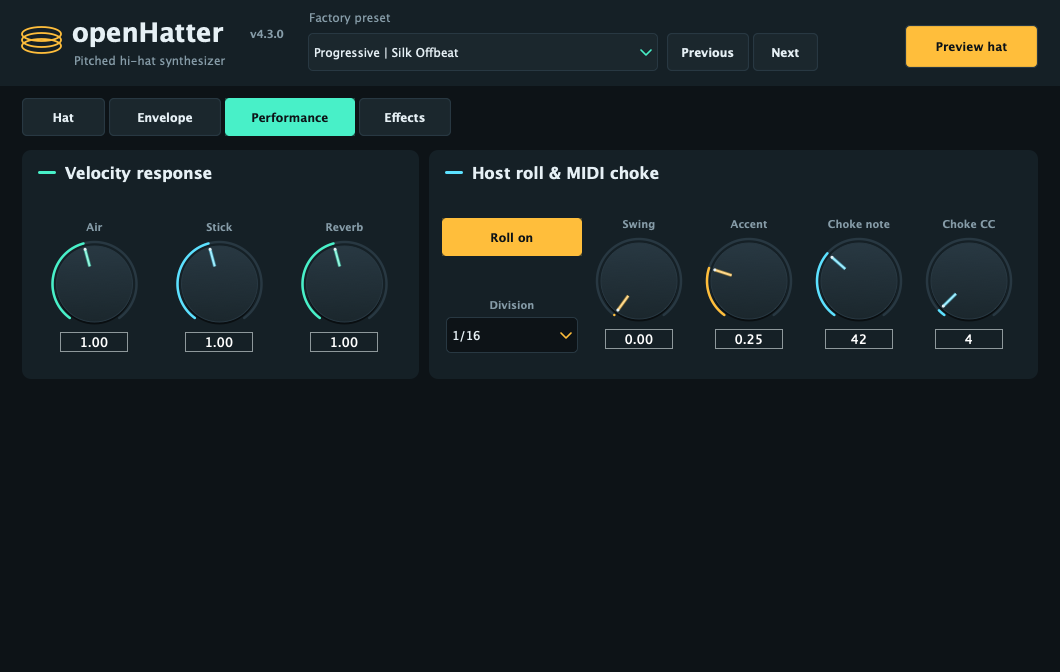 openHatter
v4.3.0
Pitched hi-hat synthesizer
Factory preset
Progressive | Silk Offbeat
Previous
Next
Preview hat
Hat
Envelope
Performance
Effects
Velocity response
Air
Stick
Reverb
1.00
1.00
1.00
Host roll & MIDI choke
Roll on
Division
1/16
Swing
Accent
Choke note
Choke CC
0.00
0.25
42
4